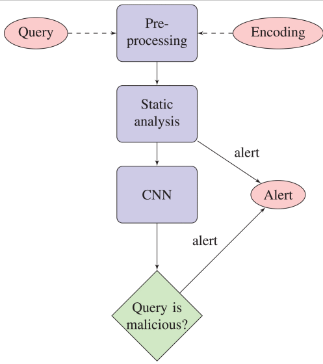 Query
Pre-
processing
Encoding
Static
analysis
alert
CNN
Alert
alert
Query is
malicious?